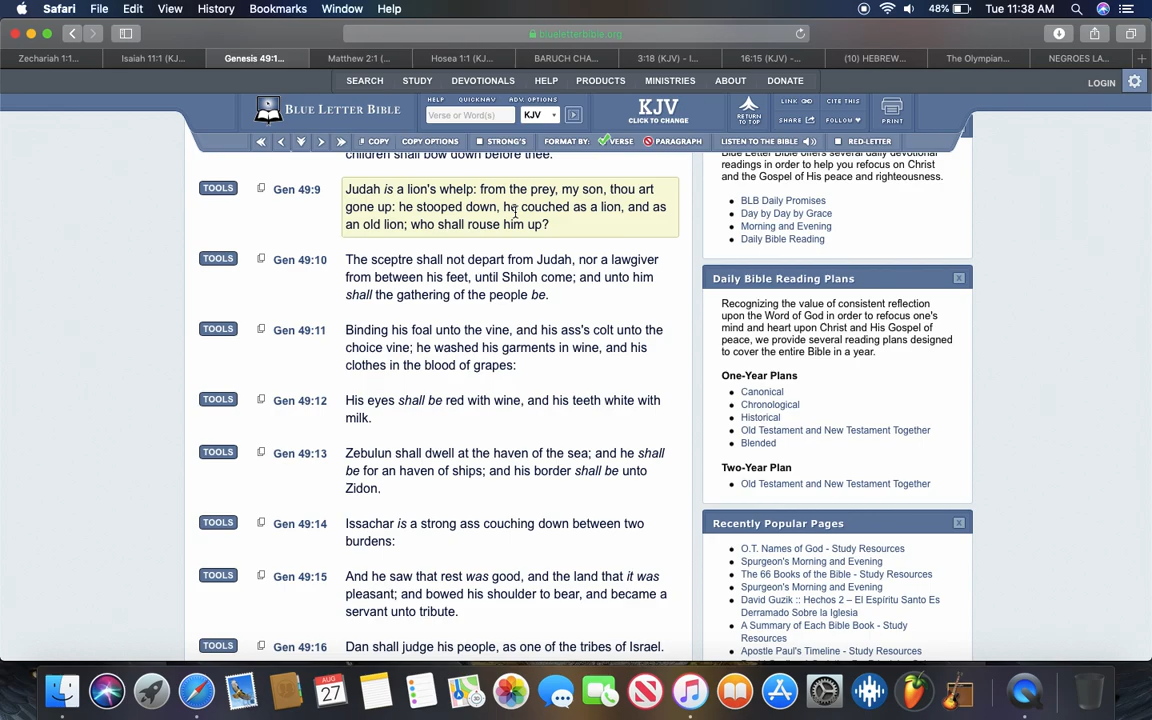 Safari File Edit View History Bookmarks Window Help 48% Tue 11:38 AM
blueletterbible.org
Zechariah 1:1... Isaiah 11:1 (KJ... Genesis 49:1... Matthew 2:1 (... Hosea 1:1 (KJV... BARUCH CHA... 3:18 (KJV) - I... 16:15 (KJV) -... (10) HEBREW... The Olympian... NEGROES LA...
SEARCH STUDY DEVOTIONALS HELP PRODUCTS MINISTRIES ABOUT DONATE LOGIN
BLUE LETTER BIBLE
HELP QUICKNAV ADV. OPTIONS
Verse or Word(s) KJV
KJV
CLICK TO CHANGE
RETURN TO TOP
LINK CITE THIS
SHARE FOLLOW
PRINT
COPY COPY OPTIONS STRONG'S FORMAT BY: VERSE PARAGRAPH LISTEN TO THE BIBLE RED-LETTER
children shall bow down before thee.
TOOLS Gen 49:9 Judah is a lion's whelp: from the prey, my son, thou art
gone up: he stooped down, he couched as a lion, and as
an old lion; who shall rouse him up?
TOOLS Gen 49:10 The sceptre shall not depart from Judah, nor a lawgiver
from between his feet, until Shiloh come; and unto him
shall the gathering of the people be.
TOOLS Gen 49:11 Binding his foal unto the vine, and his ass's colt unto the
choice vine; he washed his garments in wine, and his
clothes in the blood of grapes:
TOOLS Gen 49:12 His eyes shall be red with wine, and his teeth white with
milk.
TOOLS Gen 49:13 Zebulun shall dwell at the haven of the sea; and he shall
be for an haven of ships; and his border shall be unto
Zidon.
TOOLS Gen 49:14 Issachar is a strong ass couching down between two
burdens:
TOOLS Gen 49:15 And he saw that rest was good, and the land that it was
pleasant; and bowed his shoulder to bear, and became a
servant unto tribute.
TOOLS Gen 49:16 Dan shall judge his people, as one of the tribes of Israel.
Blue Letter Bible offers several daily devotional
readings in order to help you refocus on Christ
and the Gospel of His peace and righteousness.
BLB Daily Promises
Day by Day by Grace
Morning and Evening
Daily Bible Reading
Daily Bible Reading Plans
Recognizing the value of consistent reflection
upon the Word of God in order to refocus one's
mind and heart upon Christ and His Gospel of
peace, we provide several reading plans designed
to cover the entire Bible in a year.
One-Year Plans
Canonical
Chronological
Historical
Old Testament and New Testament Together
Blended
Two-Year Plan
Old Testament and New Testament Together
Recently Popular Pages
O.T. Names of God - Study Resources
Spurgeon's Morning and Evening
The 66 Books of the Bible - Study Resources
Spurgeon's Morning and Evening
David Guzik :: Hechos 2 – El Espíritu Santo Es
Derramado Sobre la Iglesia
A Summary of Each Bible Book - Study
Resources
Apostle Paul's Timeline - Study Resources
AUG
27